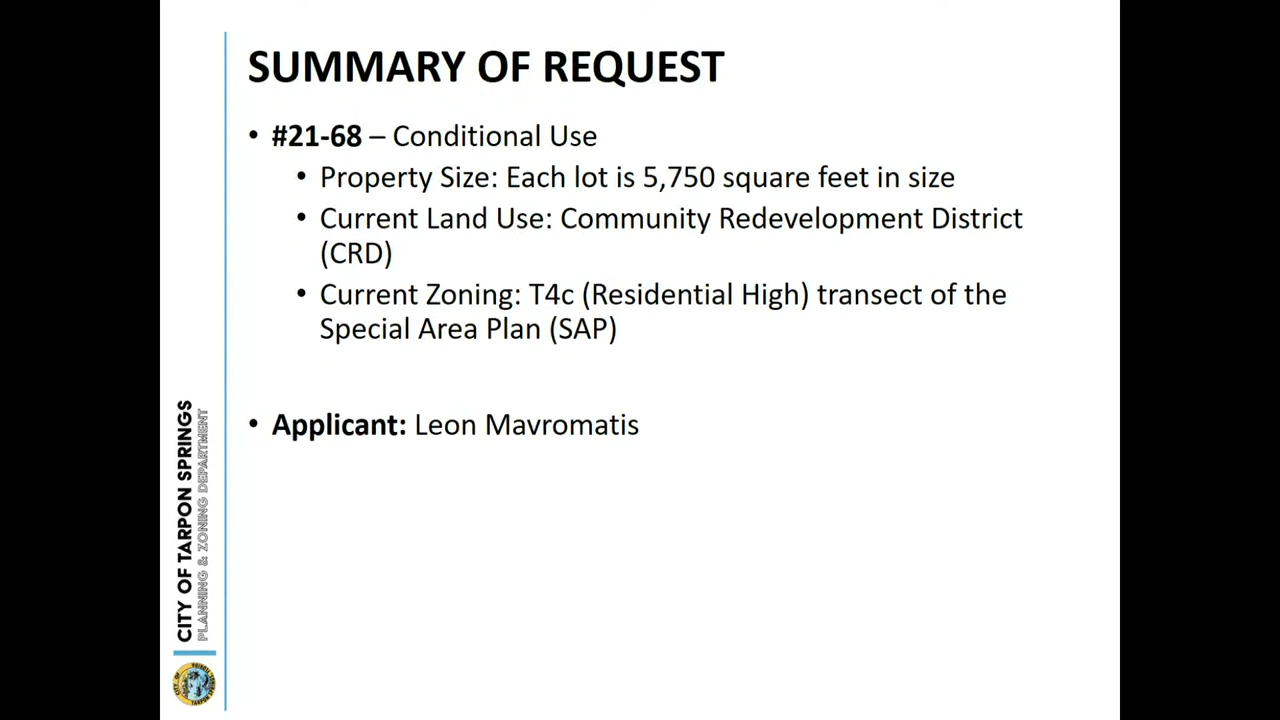 SUMMARY OF REQUEST
• #21-68 – Conditional Use
• Property Size: Each lot is 5,750 square feet in size
• Current Land Use: Community Redevelopment District
(CRD)
• Current Zoning: T4c (Residential High) transect of the
Special Area Plan (SAP)
• Applicant: Leon Mavromatis
CITY OF TARPON SPRINGS
PLANNING & ZONING DEPARTMENT